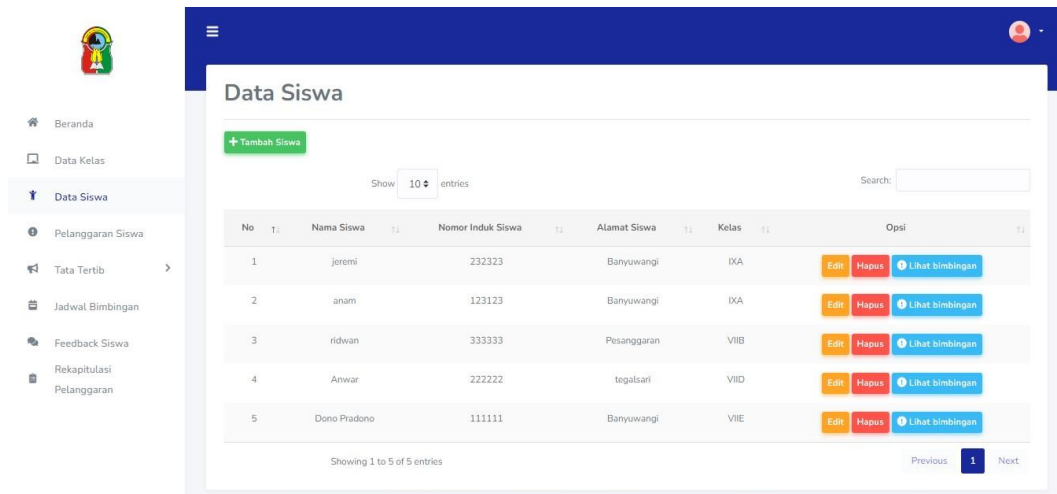 Data Siswa
Beranda
Data Kelas
Data Siswa
Pelanggaran Siswa
Tata Tertib
Jadwal Bimbingan
Feedback Siswa
Rekapitulasi
Pelanggaran
+ Tambah Siswa
Show 10 entries Search:
No Nama Siswa Nomor Induk Siswa Alamat Siswa Kelas Opsi
1 jeremi 232323 Banyuwangi IXA Edit Hapus Lihat bimbingan
2 anam 123123 Banyuwangi IXA Edit Hapus Lihat bimbingan
3 ridwan 333333 Pesanggaran VIIB Edit Hapus Lihat bimbingan
4 Anwar 222222 tegalsari VIID Edit Hapus Lihat bimbingan
5 Dono Pradono 111111 Banyuwangi VIIE Edit Hapus Lihat bimbingan
Showing 1 to 5 of 5 entries Previous 1 Next